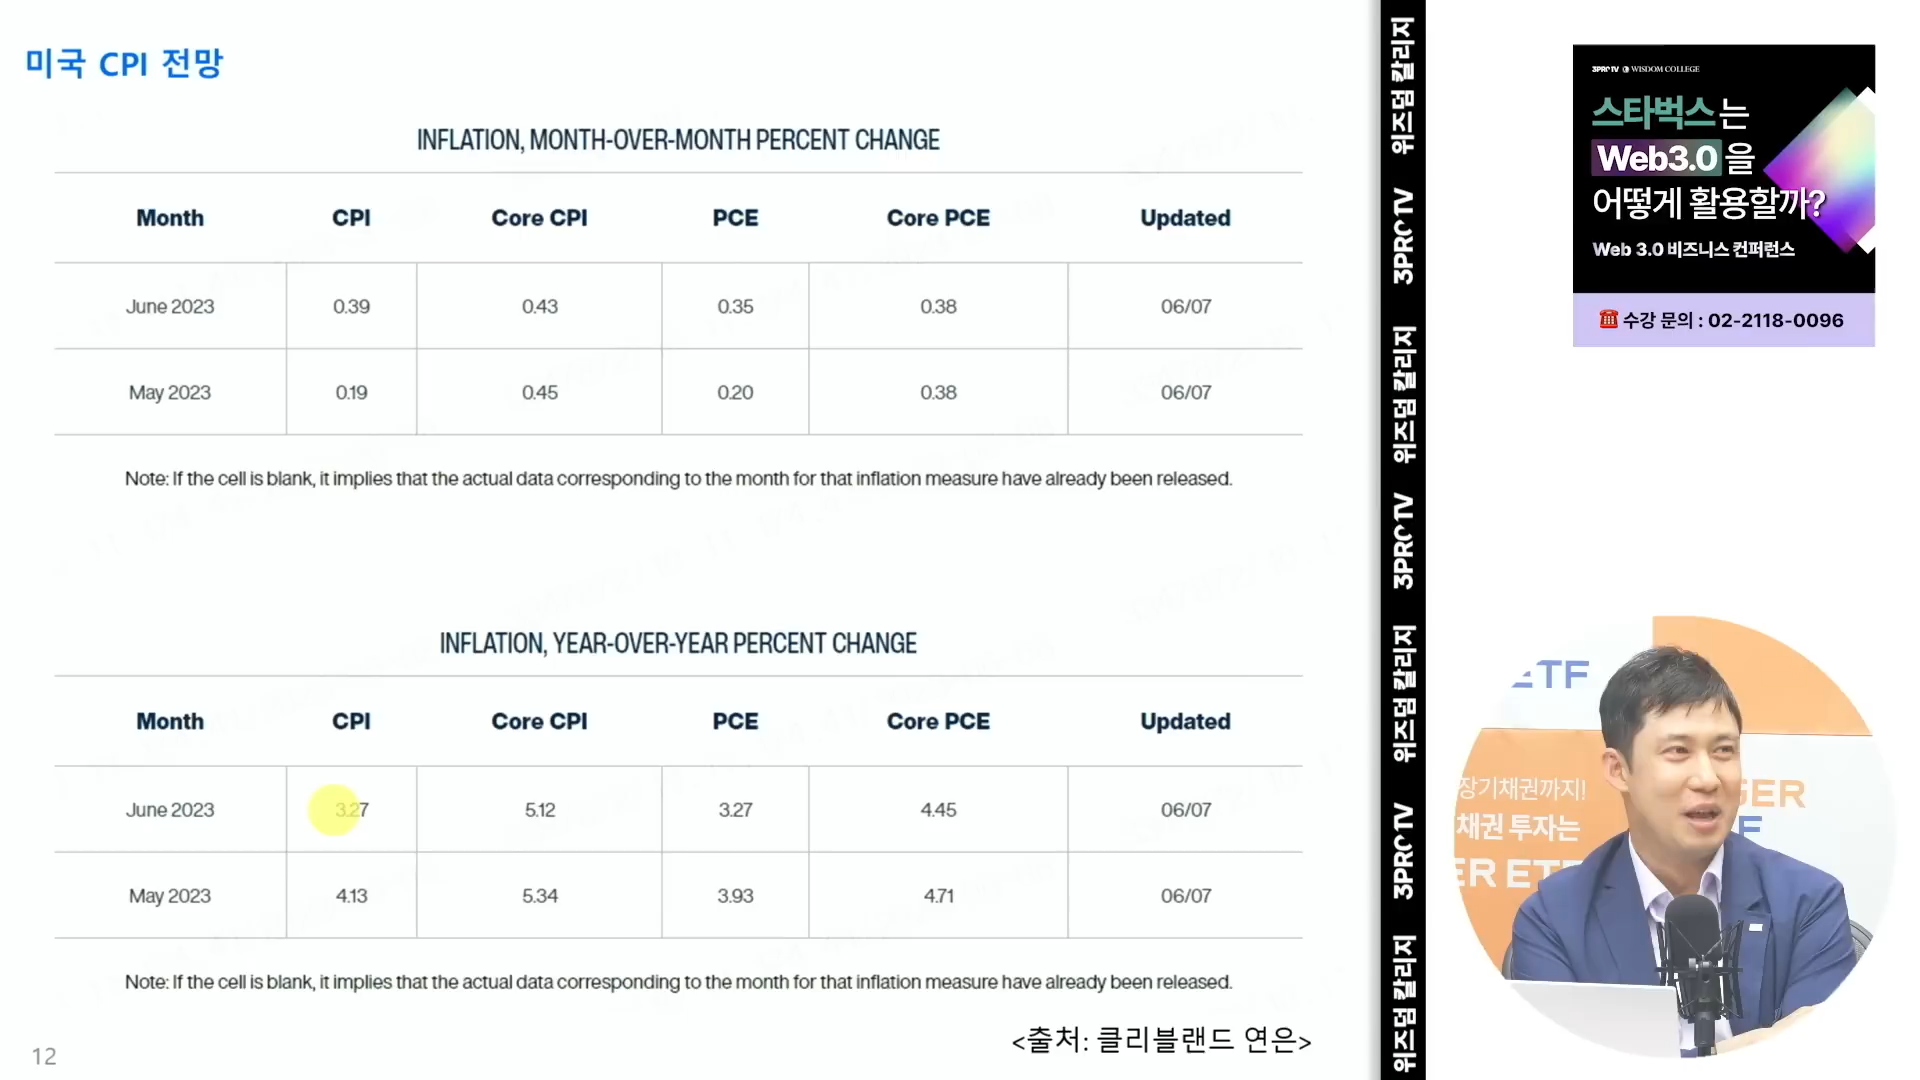 미국 CPI 전망
INFLATION, MONTH-OVER-MONTH PERCENT CHANGE
Month CPI Core CPI PCE Core PCE Updated
June 2023 0.39 0.43 0.35 0.38 06/07
May 2023 0.19 0.45 0.20 0.38 06/07
Note: If the cell is blank, it implies that the actual data corresponding to the month for that inflation measure have already been released.
INFLATION, YEAR-OVER-YEAR PERCENT CHANGE
Month CPI Core CPI PCE Core PCE Updated
June 2023 3.27 5.12 3.27 4.45 06/07
May 2023 4.13 5.34 3.93 4.71 06/07
Note: If the cell is blank, it implies that the actual data corresponding to the month for that inflation measure have already been released.
<출처: 클리블랜드 연은>
12
위즈덤 칼리지
3PROTV
위즈덤 칼리지
3PROTV
위즈덤 칼리지
3PROTV
위즈덤 칼리지
3PROTV WISDOM COLLEGE
스타벅스는
Web3.0을
어떻게 활용할까?
Web 3.0 비즈니스 컨퍼런스
수강 문의 : 02-2118-0096
ETF
장기채권까지!
채권 투자는
ER ETF
GER